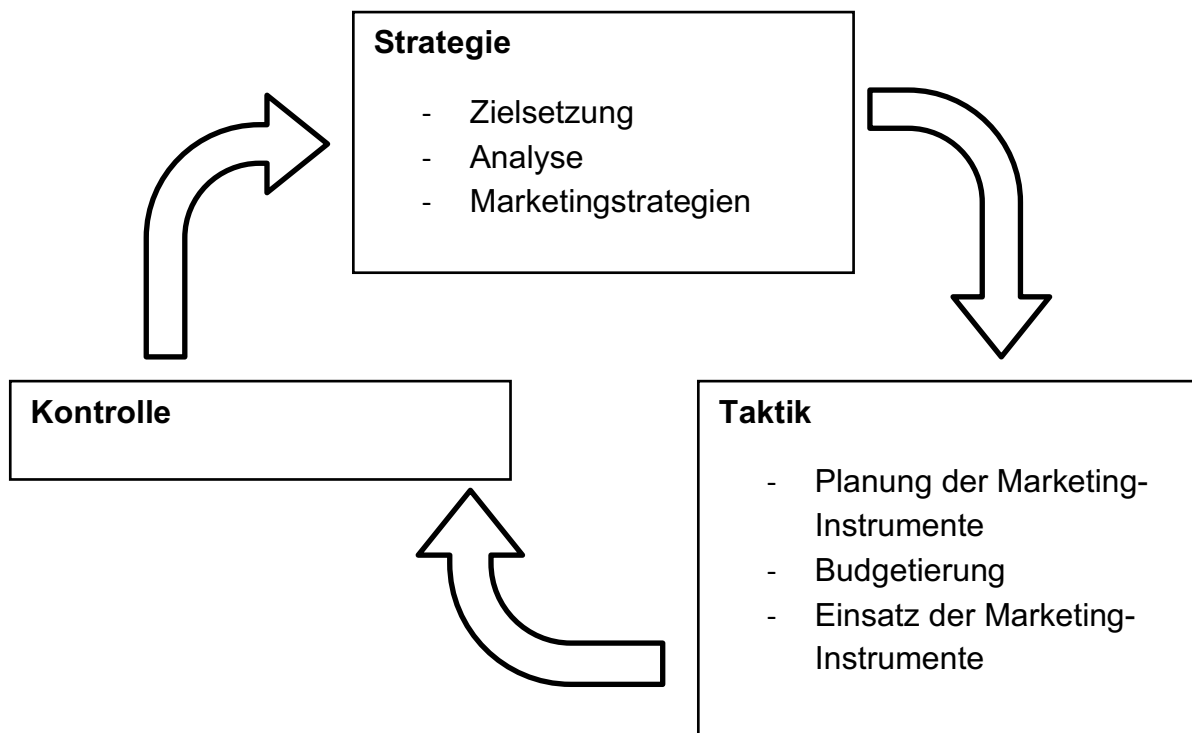 Strategie
- Zielsetzung
- Analyse
- Marketingstrategien
Kontrolle
Taktik
- Planung der Marketing-
Instrumente
- Budgetierung
- Einsatz der Marketing-
Instrumente